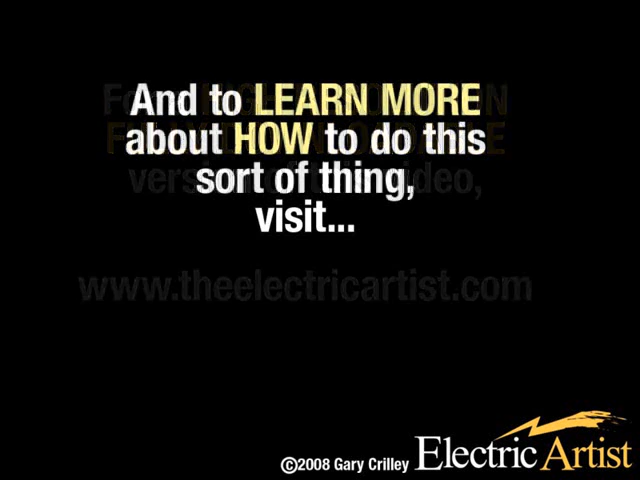 And to LEARN MORE
about HOW to do this
sort of thing,
visit...
www.theelectricartist.com
©2008 Gary Crilley
Electric Artist